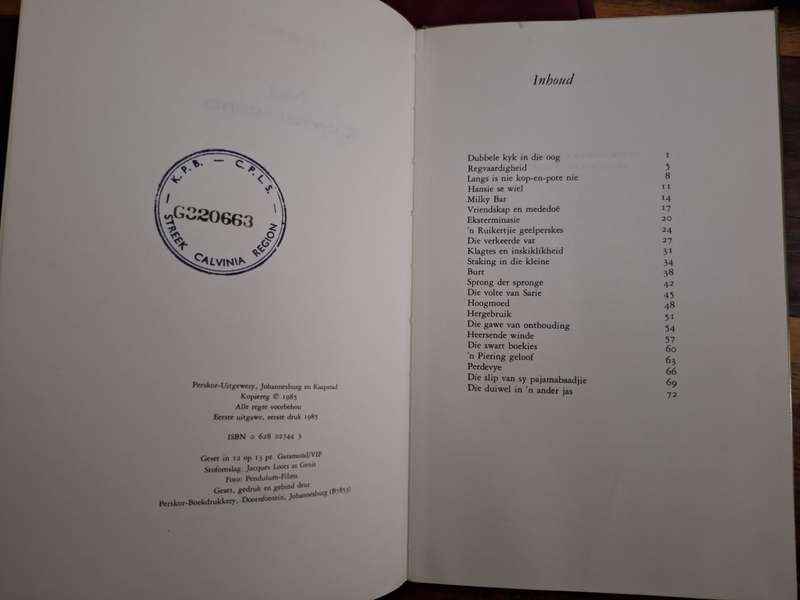 — K.P.B. — C.P.L.S. —
G320663
STREEK CALVINIA REGION
Perskor-Uitgewery, Johannesburg en Kaapstad
Kopiereg © 1985
Alle regte voorbehou
Eerste uitgawe, eerste druk 1985
ISBN 0 628 02744 3
Geset in 12 op 13 pt. Garamond/VIP
Stofomslag: Jacques Loots at Genis
Foto: Pendulum-Films
Geset, gedruk en gebind deur
Perskor-Boekdrukkery, Doornfontein, Johannesburg (B7853)
Inhoud
Dubbele kyk in die oog 1
Regvaardigheid 5
Langs is nie kop-en-pote nie 8
Hansie se wiel 11
Milky Bar 14
Vriendskap en mededoë 17
Eksterminasie 20
'n Ruikertjie geelperskes 24
Die verkeerde vat 27
Klagtes en inskiklikheid 31
Staking in die kleine 34
Burt 38
Sprong der spronge 42
Die volte van Sarie 45
Hoogmoed 48
Hergebruik 51
Die gawe van onthouding 54
Heersende winde 57
Die swart boekies 60
'n Piering geloof 63
Perdevye 66
Die slip van sy pajamabaadjie 69
Die duiwel in 'n ander jas 72